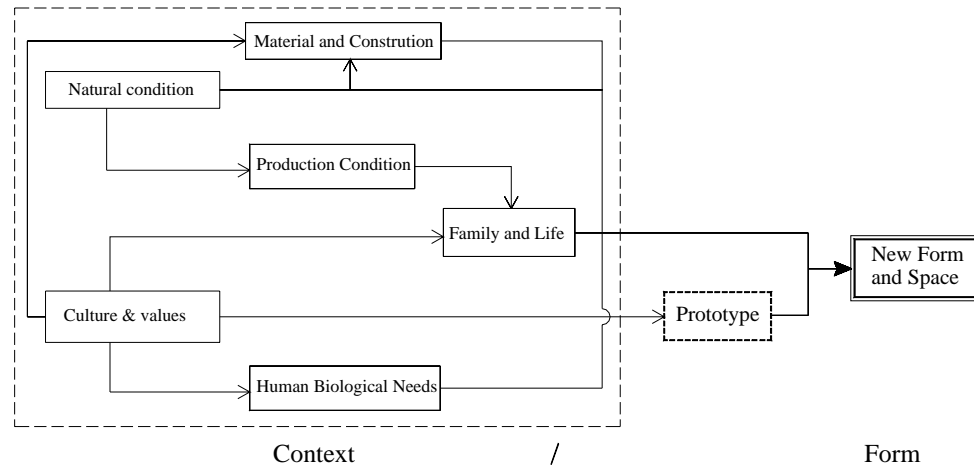 Material and Constrution
Natural condition
Production Condition
Family and Life
New Form
and Space
Culture & values
Prototype
Human Biological Needs
Context / Form